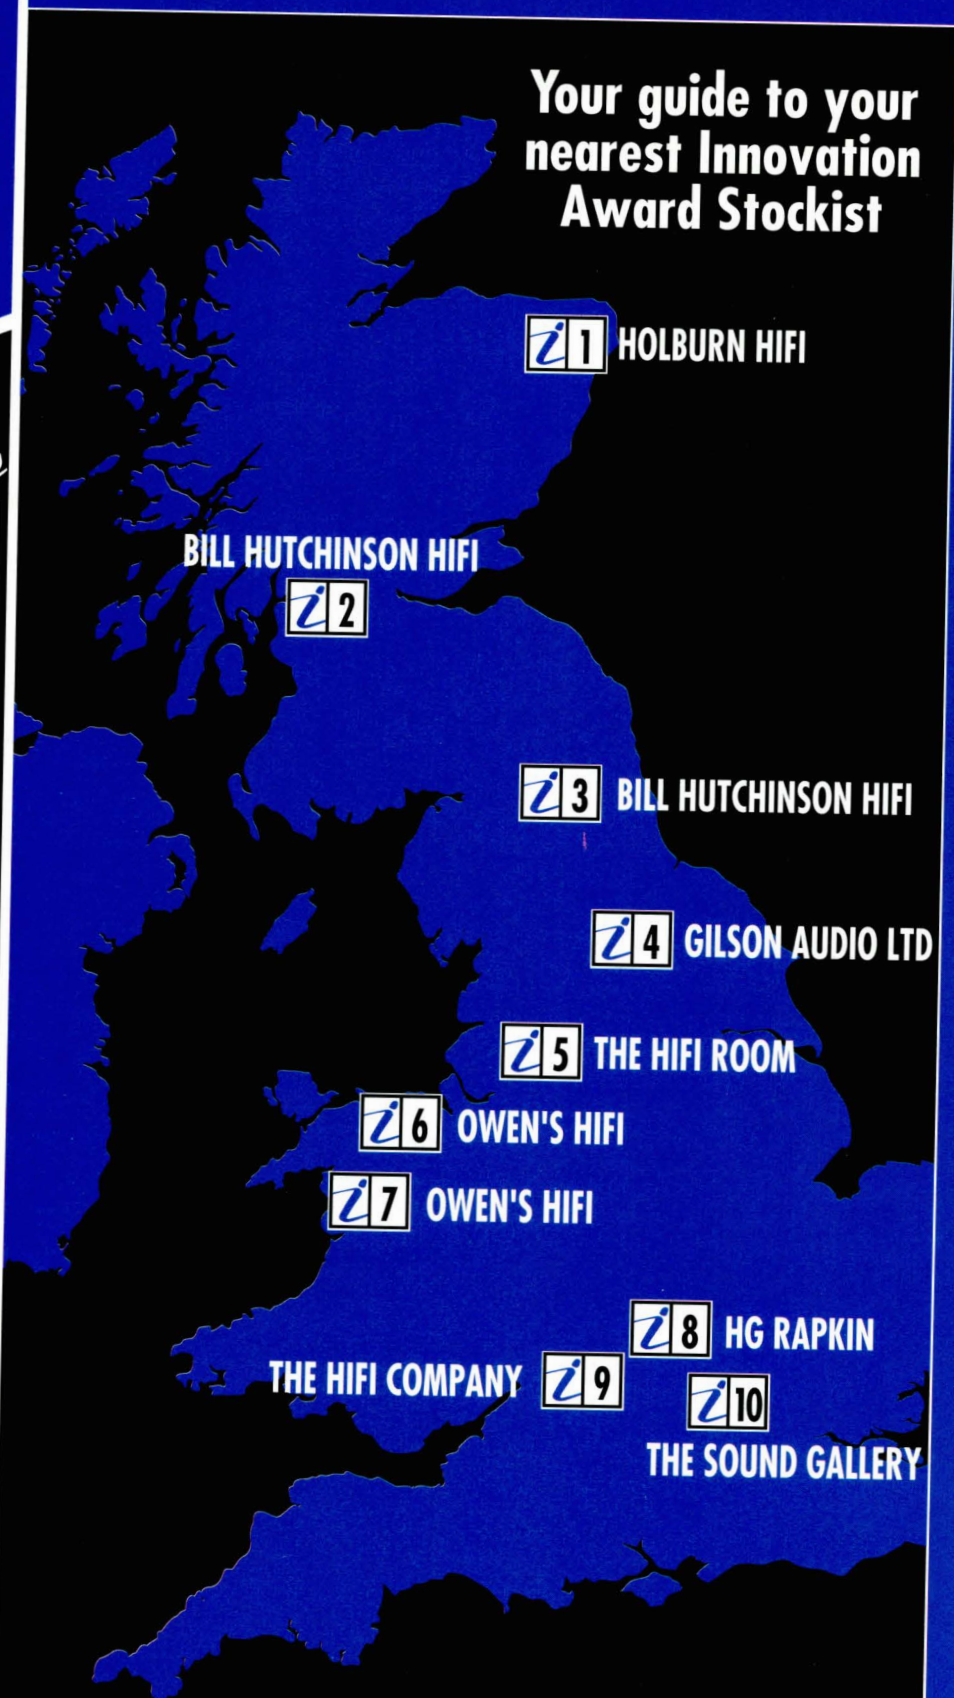 Your guide to your
nearest Innovation
Award Stockist
i 1 HOLBURN HIFI
BILL HUTCHINSON HIFI
i 2
i 3 BILL HUTCHINSON HIFI
i 4 GILSON AUDIO LTD
i 5 THE HIFI ROOM
i 6 OWEN'S HIFI
i 7 OWEN'S HIFI
i 8 HG RAPKIN
THE HIFI COMPANY i 9
i 10
THE SOUND GALLERY